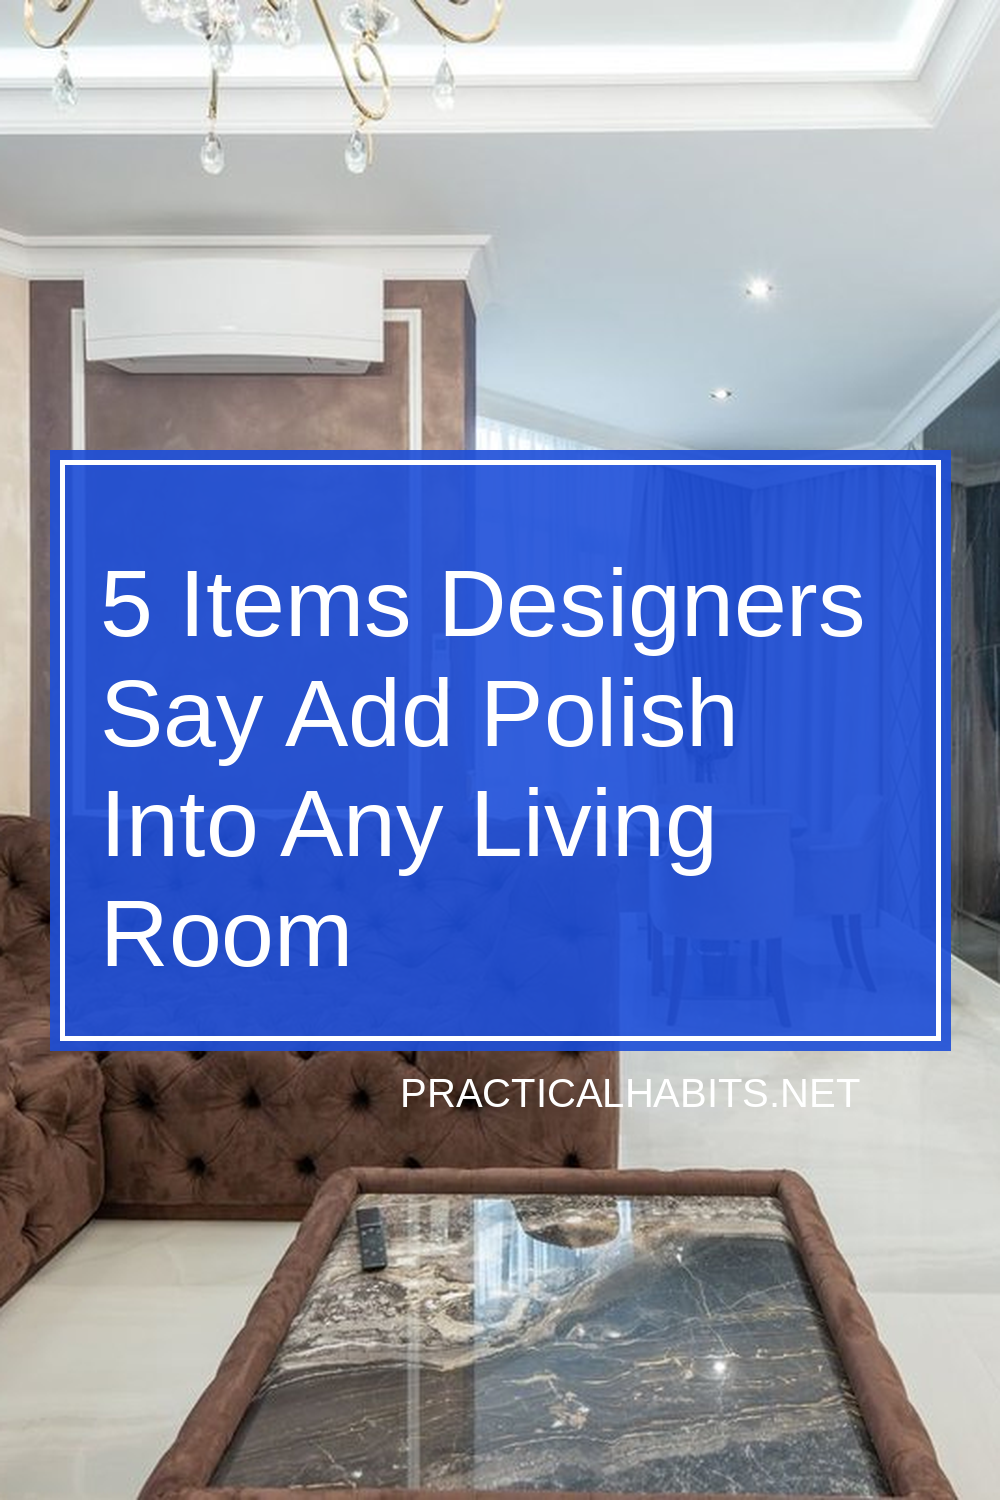 5 Items Designers
Say Add Polish
Into Any Living
Room
PRACTICALHABITS.NET